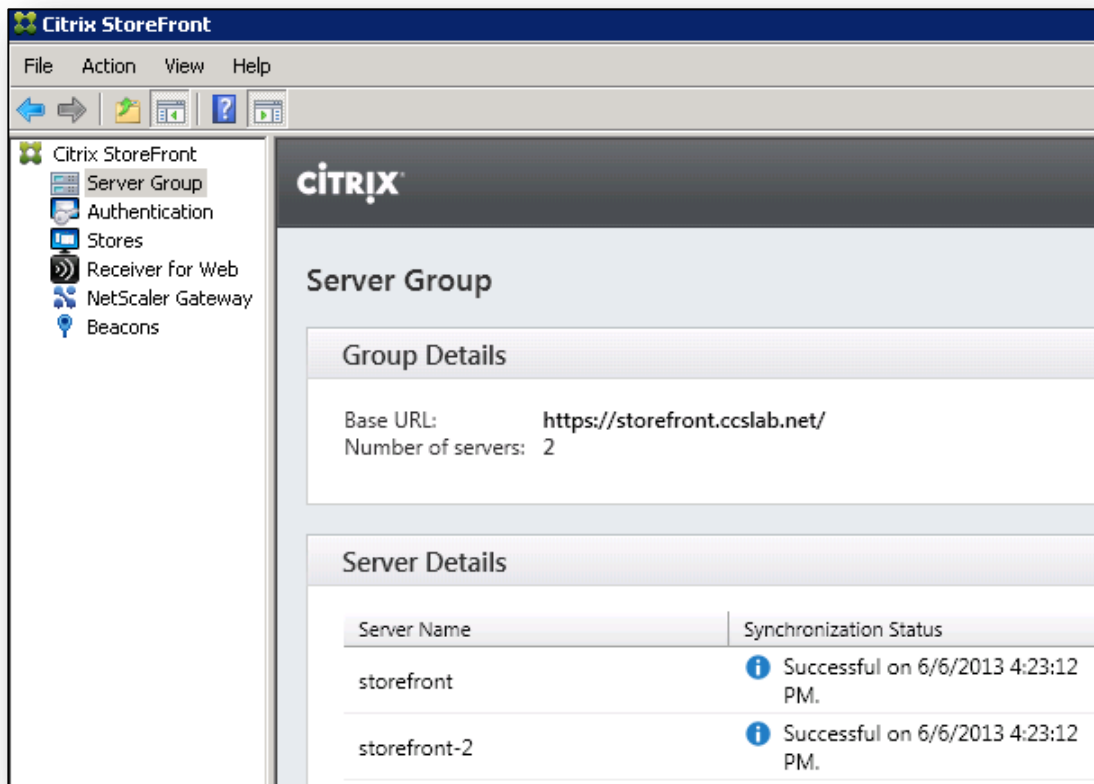 Citrix StoreFront
File Action View Help
Citrix StoreFront
Server Group
Authentication
Stores
Receiver for Web
NetScaler Gateway
Beacons
CITRIX
Server Group
Group Details
Base URL: https://storefront.ccslab.net/
Number of servers: 2
Server Details
Server Name Synchronization Status
storefront Successful on 6/6/2013 4:23:12
PM.
storefront-2 Successful on 6/6/2013 4:23:12
PM.